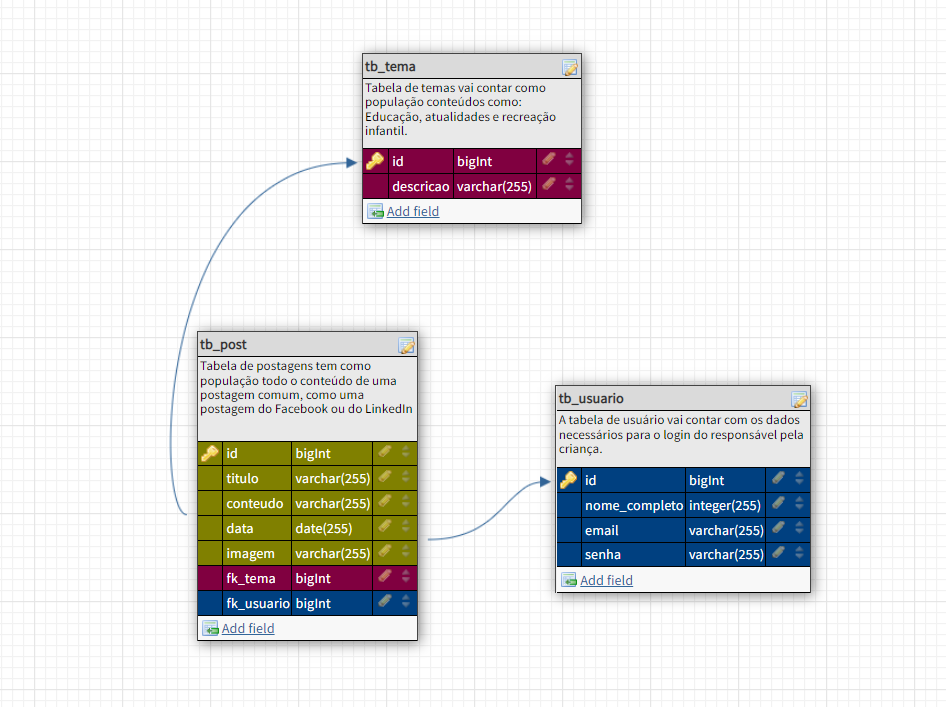 tb_tema
Tabela de temas vai contar como
população conteúdos como:
Educação, atualidades e recreação
infantil.
id bigInt
descricao varchar(255)
Add field
tb_post
Tabela de postagens tem como
população todo o conteúdo de uma
postagem comum, como uma
postagem do Facebook ou do LinkedIn
id bigInt
titulo varchar(255)
conteudo varchar(255)
data date(255)
imagem varchar(255)
fk_tema bigInt
fk_usuario bigInt
Add field
tb_usuario
A tabela de usuário vai contar com os dados
necessários para o login do responsável pela
criança.
id bigInt
nome_completo integer(255)
email varchar(255)
senha varchar(255)
Add field